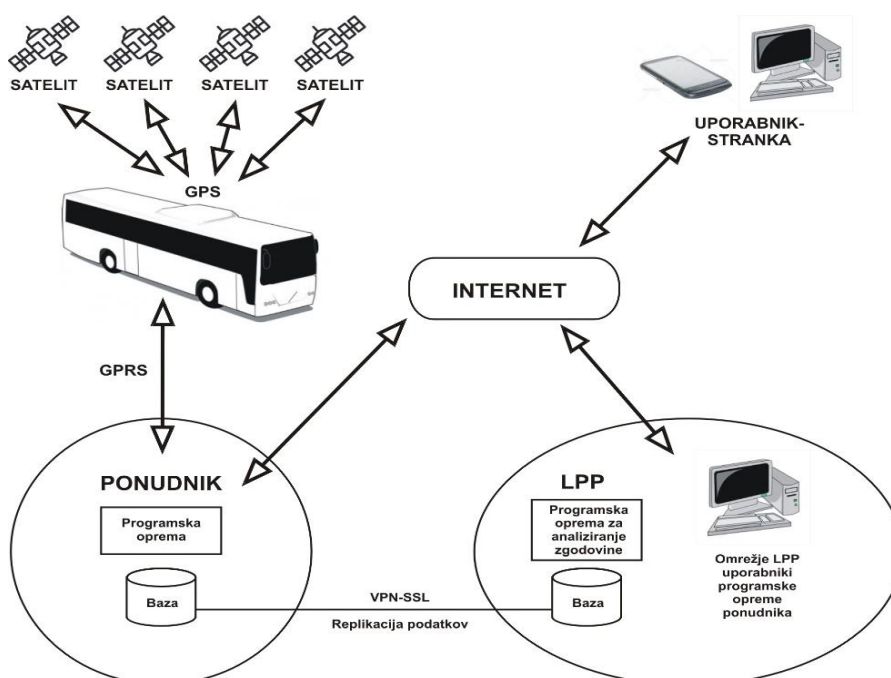 SATELIT
SATELIT
SATELIT
SATELIT
UPORABNIK-
STRANKA
GPS
INTERNET
GPRS
PONUDNIK
Programska
oprema
Baza
VPN-SSL
Replikacija podatkov
LPP
Programska
oprema za
analiziranje
zgodovine
Baza
Omrežje LPP
uporabniki
programske
opreme
ponudnika